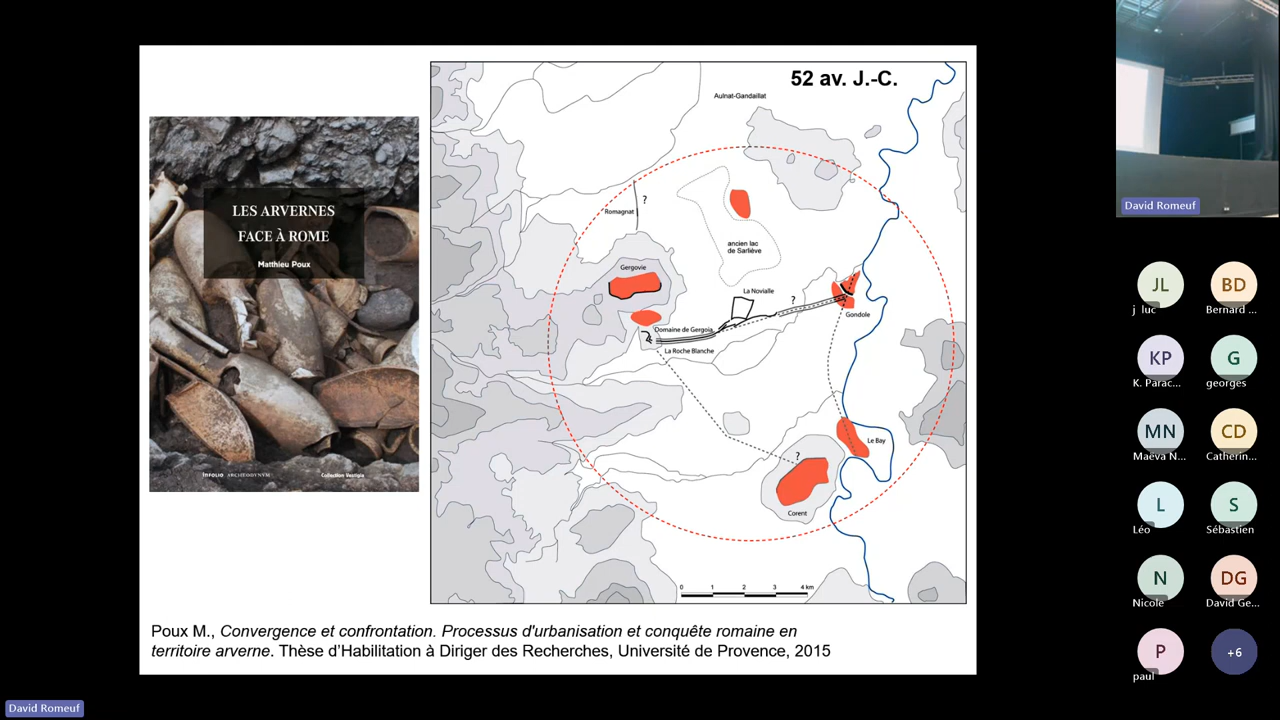 LES ARVERNES
FACE À ROME
Matthieu Poux
INFOLIO
Collection Vestigia
52 av. J.-C.
Aulnat-Gandaillat
Romagnat
?
ancien lac
de Sarliève
Gergovie
La Novialle
?
Gondole
Domaine de Gergoia
La Roche Blanche
Le Bay
?
Corent
0 1 2 3 4 km
Poux M., Convergence et confrontation. Processus d'urbanisation et conquête romaine en
territoire arverne. Thèse d'Habilitation à Diriger des Recherches, Université de Provence, 2015
David Romeuf
JL
j luc
BD
Bernard ...
KP
K. Parac...
G
georges
MN
Maëva N...
CD
Catherin...
L
Léo
S
Sébastien
N
Nicole
DG
David Ge...
P
paul
+6
David Romeuf